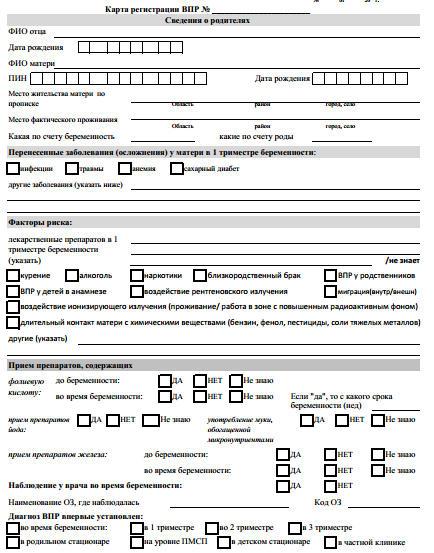 Карта регистрации ВПР №
Сведения о родителях
ФИО отца
Дата рождения
ФИО матери
ПИН Дата рождения
Место жительства матери по
прописке
Область район город, село
Место фактического проживания
Область район город, село
Какая по счету беременность какие по счету роды
Перенесенные заболевания (осложнения) у матери в 1 триместре беременности:
инфекции травмы анемия сахарный диабет
другие заболевания (указать ниже)
Факторы риска:
лекарственные препаратов в 1
триместре беременности
(указать) /не знает
курение алкоголь наркотики близкородственный брак ВПР у родственников
ВПР у детей в анамнезе воздействие рентгеновского излучения миграция(внутр/внешн)
воздействие ионизирующего излучения (проживание/ работа в зоне с повышенным радиоактивным фоном)
длительный контакт матери с химическими веществами (бензин, фенол, пестициды, соли тяжелых металлов)
другие (указать)
Прием препаратов, содержащих
фолиевую кислоту: до беременности: ДА НЕТ Не знаю
во время беременности: ДА НЕТ Не знаю Если "да", то с какого срока беременности (нед)
прием препаратов йода: ДА НЕТ Не знаю употребление муки, обогащенной микронутриентами ДА НЕТ Не знаю
прием препаратов железа: до беременности: ДА НЕТ Не знаю
во время беременности: ДА НЕТ Не знаю
Наблюдение у врача во время беременности: ДА НЕТ
Наименование ОЗ, где наблюдалась Код ОЗ
Диагноз ВПР впервые установлен:
во время беременности: в 1 триместре во 2 триместре в 3 триместре
в родильном стационаре на уровне ПМСП в детском стационаре в частной клинике